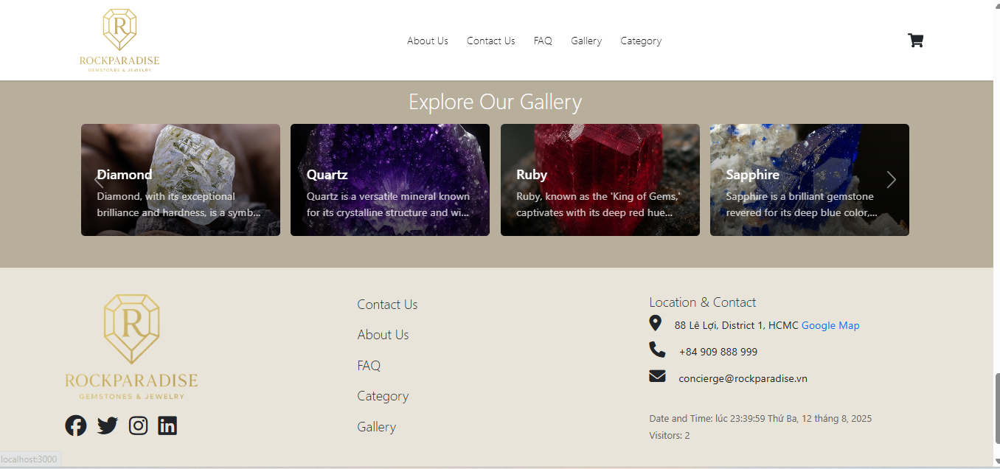 R
ROCKPARADISE
GEMSTONES & JEWELRY
About Us Contact Us FAQ Gallery Category
Explore Our Gallery
Diamond
Diamond, with its exceptional
brilliance and hardness, is a symb...
Quartz
Quartz is a versatile mineral known
for its crystalline structure and wi...
Ruby
Ruby, known as the 'King of Gems,'
captivates with its deep red hue...
Sapphire
Sapphire is a brilliant gemstone
revered for its deep blue color,...
R
ROCKPARADISE
GEMSTONES & JEWELRY
Contact Us
About Us
FAQ
Category
Gallery
Location & Contact
88 Lê Lợi, District 1, HCMC Google Map
+84 909 888 999
concierge@rockparadise.vn
Date and Time: lúc 23:39:59 Thứ Ba, 12 tháng 8, 2025
Visitors: 2
localhost:3000